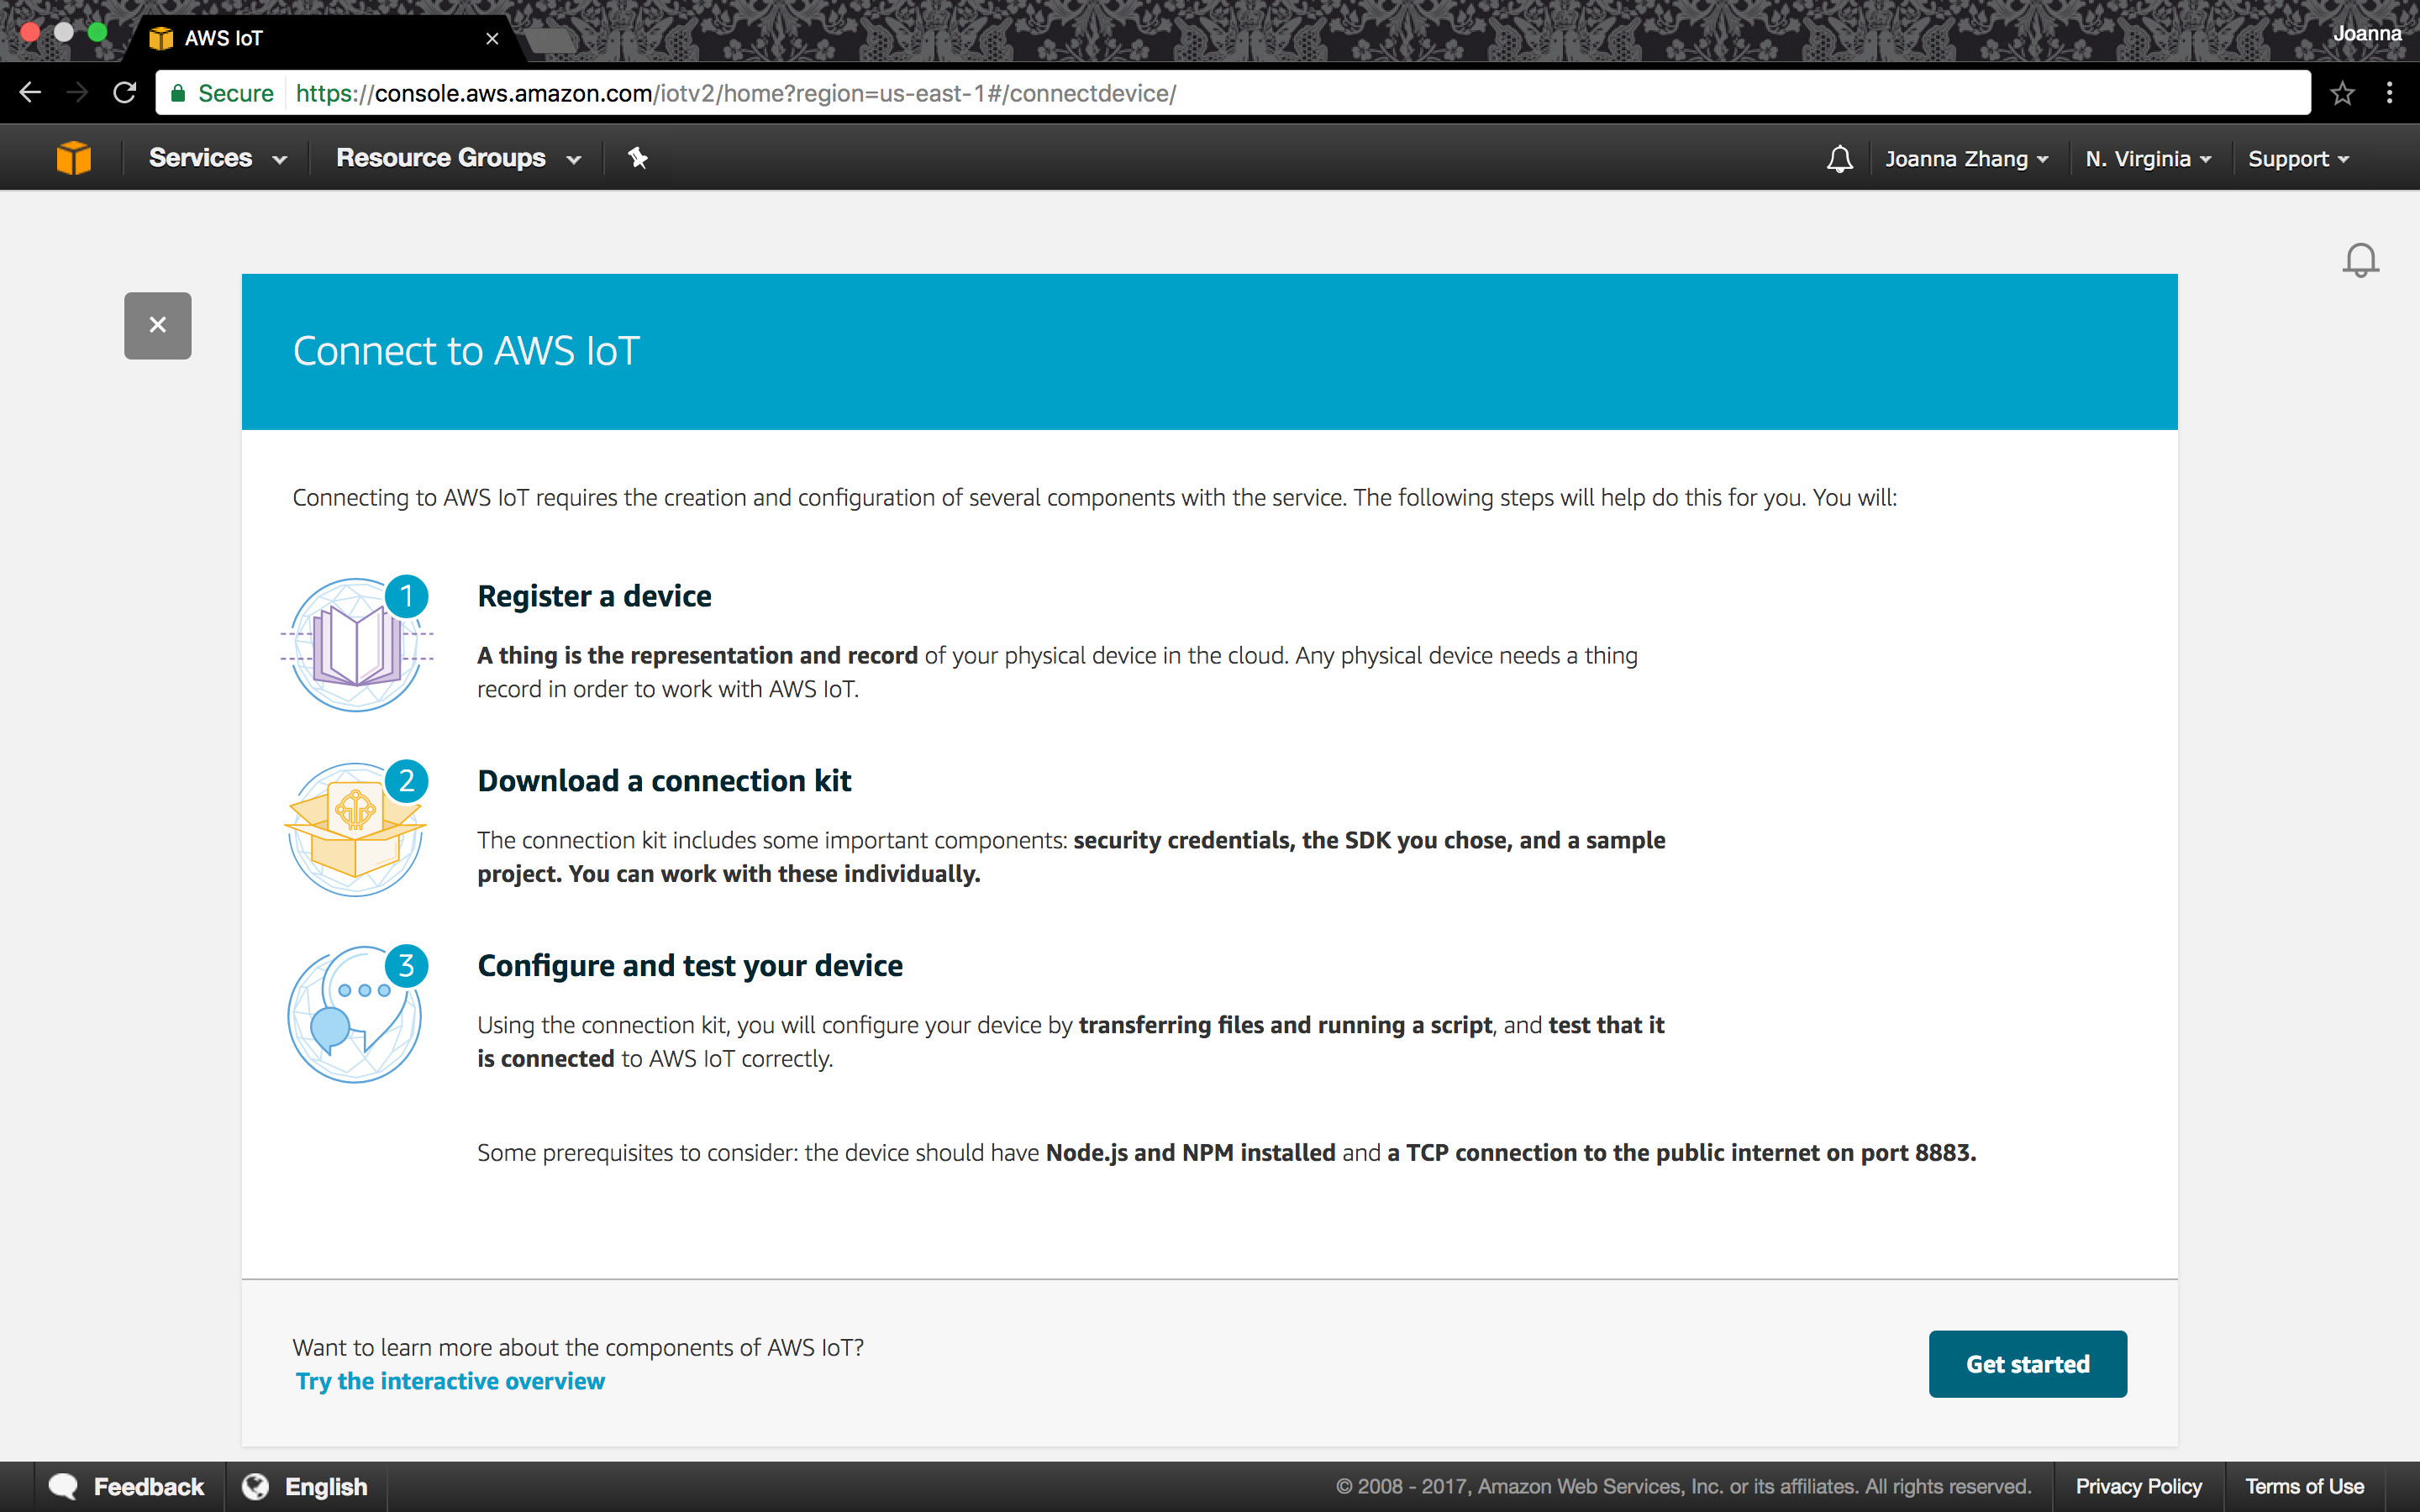 AWS IoT
Joanna
Secure https://console.aws.amazon.com/iotv2/home?region=us-east-1#/connectdevice/
Services Resource Groups Joanna Zhang N. Virginia Support
Connect to AWS IoT
Connecting to AWS IoT requires the creation and configuration of several components with the service. The following steps will help do this for you. You will:
1 Register a device
A thing is the representation and record of your physical device in the cloud. Any physical device needs a thing
record in order to work with AWS IoT.
2 Download a connection kit
The connection kit includes some important components: security credentials, the SDK you chose, and a sample
project. You can work with these individually.
3 Configure and test your device
Using the connection kit, you will configure your device by transferring files and running a script, and test that it
is connected to AWS IoT correctly.
Some prerequisites to consider: the device should have Node.js and NPM installed and a TCP connection to the public internet on port 8883.
Want to learn more about the components of AWS IoT?
Try the interactive overview
Get started
Feedback English © 2008 - 2017, Amazon Web Services, Inc. or its affiliates. All rights reserved. Privacy Policy Terms of Use